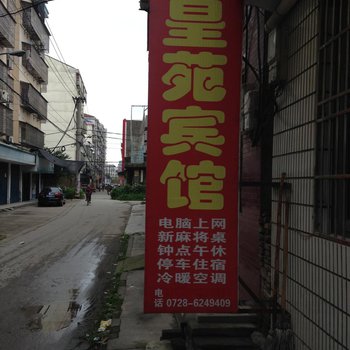 皇苑宾馆
电脑上网
新麻将桌
钟点午休
停车住宿
冷暖空调
电话 0728-6249409